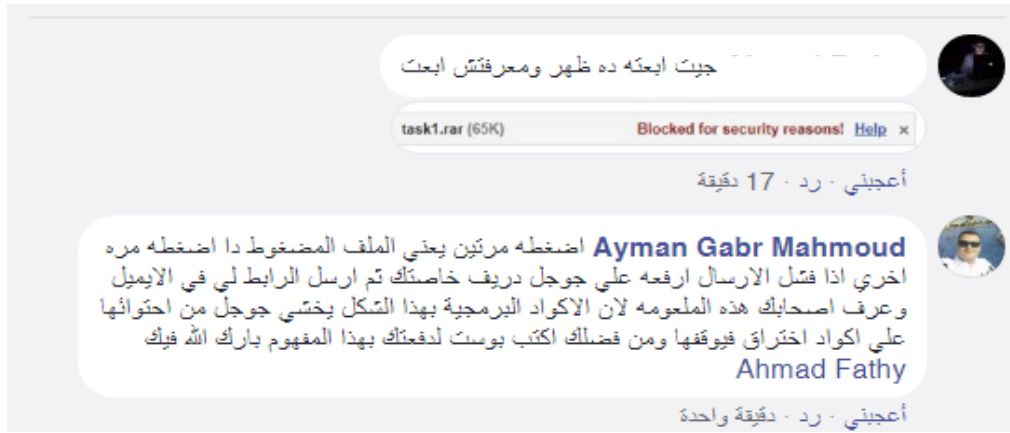 جيت ابعته ده ظهر ومعرفتش ابعت
task1.rar (65K) Blocked for security reasons! Help ×
أعجبني · رد · 17 دقيقة
Ayman Gabr Mahmoud اضغطه مرتين يعني الملف المضغوط دا اضغطه مره
اخري اذا فشل الارسال ارفعه علي جوجل دريف خاصتك ثم ارسل الرابط لي في الايميل
وعرف اصحابك هذه الملعومه لان الاكواد البرمجية بهذا الشكل يخشي جوجل من احتوائها
علي اكواد اختراق فيوقفها ومن فضلك اكتب بوست لدفعتك بهذا المفهوم بارك الله فيك
Ahmad Fathy
أعجبني · رد · دقيقة واحدة